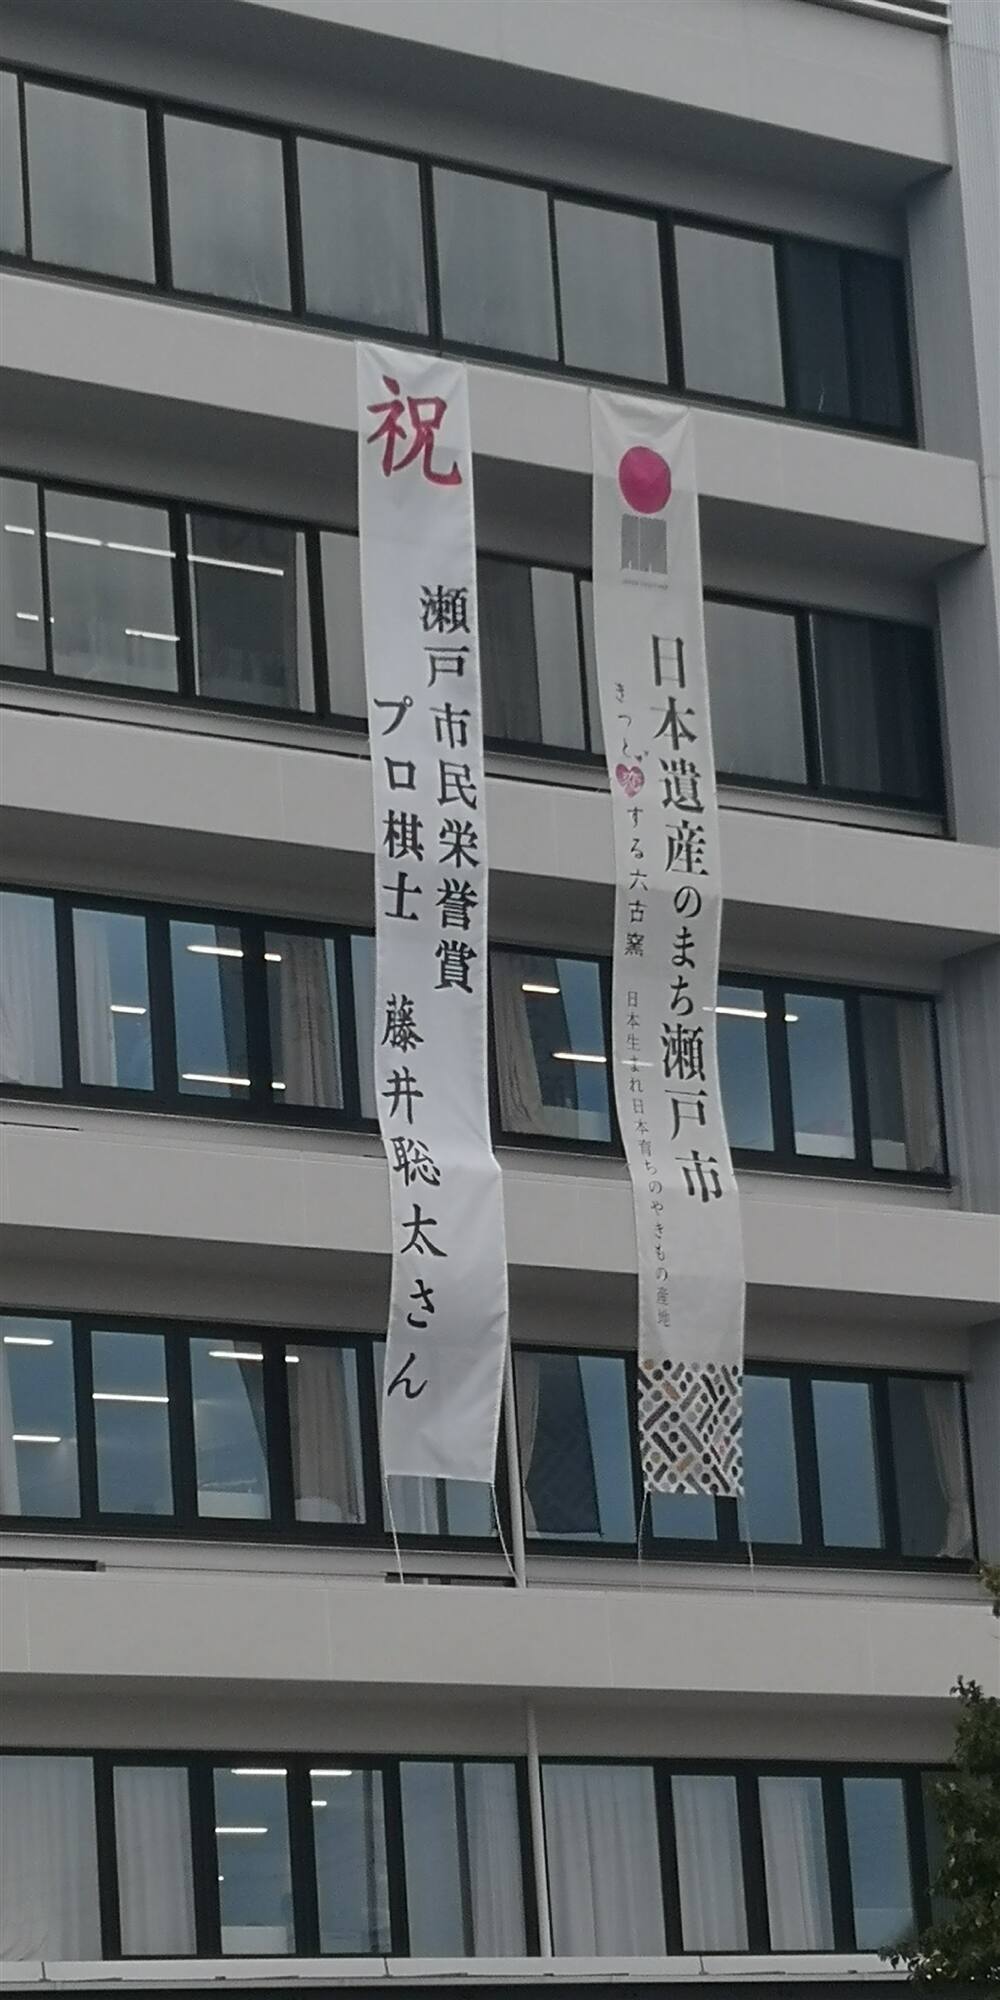 祝
瀬戸市民栄誉賞
プロ棋士 藤井聡太さん
日本遺産のまち瀬戸市
きっと恋する六古窯 日本生まれ日本育ちのやきもの産地